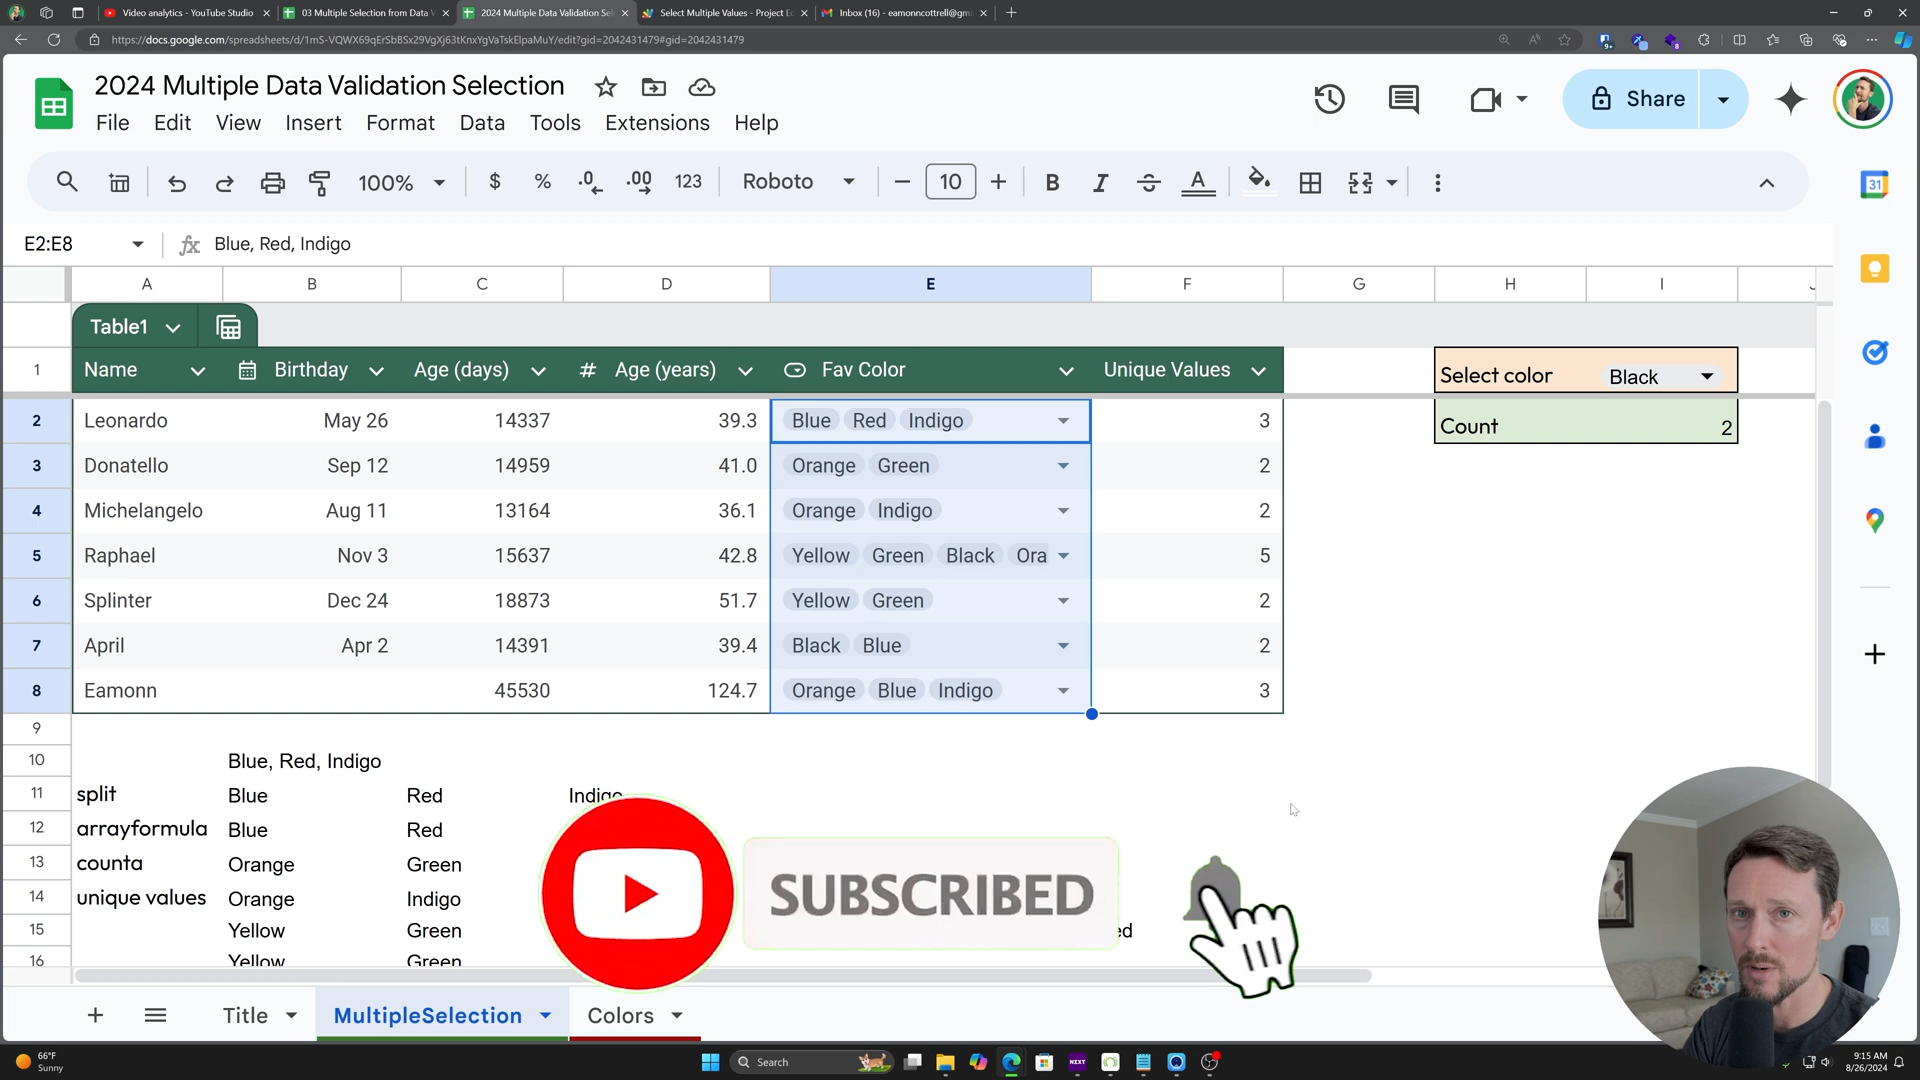 Video analytics - YouTube Studio
03 Multiple Selection from Data V
2024 Multiple Data Validation Sel
Select Multiple Values - Project Ec
Inbox (16) - eamonncottrell@gm
https://docs.google.com/spreadsheets/d/1mS-VQWX69qErSbBSx29VgXj63tKnxYgVaTskElpaMuY/edit?gid=2042431479#gid=2042431479
2024 Multiple Data Validation Selection
File Edit View Insert Format Data Tools Extensions Help
Share
100% $ % .0 .00 123 Roboto 10 B I A
31
E2:E8 fx Blue, Red, Indigo
A B C D E F G H I
Table1
1 Name Birthday Age (days) # Age (years) Fav Color Unique Values Select color Black
2 Leonardo May 26 14337 39.3 Blue Red Indigo 3 Count 2
3 Donatello Sep 12 14959 41.0 Orange Green 2
4 Michelangelo Aug 11 13164 36.1 Orange Indigo 2
5 Raphael Nov 3 15637 42.8 Yellow Green Black Ora 5
6 Splinter Dec 24 18873 51.7 Yellow Green 2
7 April Apr 2 14391 39.4 Black Blue 2
8 Eamonn 45530 124.7 Orange Blue Indigo 3
9
10 Blue, Red, Indigo
11 split Blue Red Indigo
12 arrayformula Blue Red
13 counta Orange Green
14 unique values Orange Indigo
15 Yellow Green ed
16 Yellow Green
SUBSCRIBED
Title MultipleSelection Colors
66°F
Sunny
Search
NEXT
9:15 AM
8/26/2024